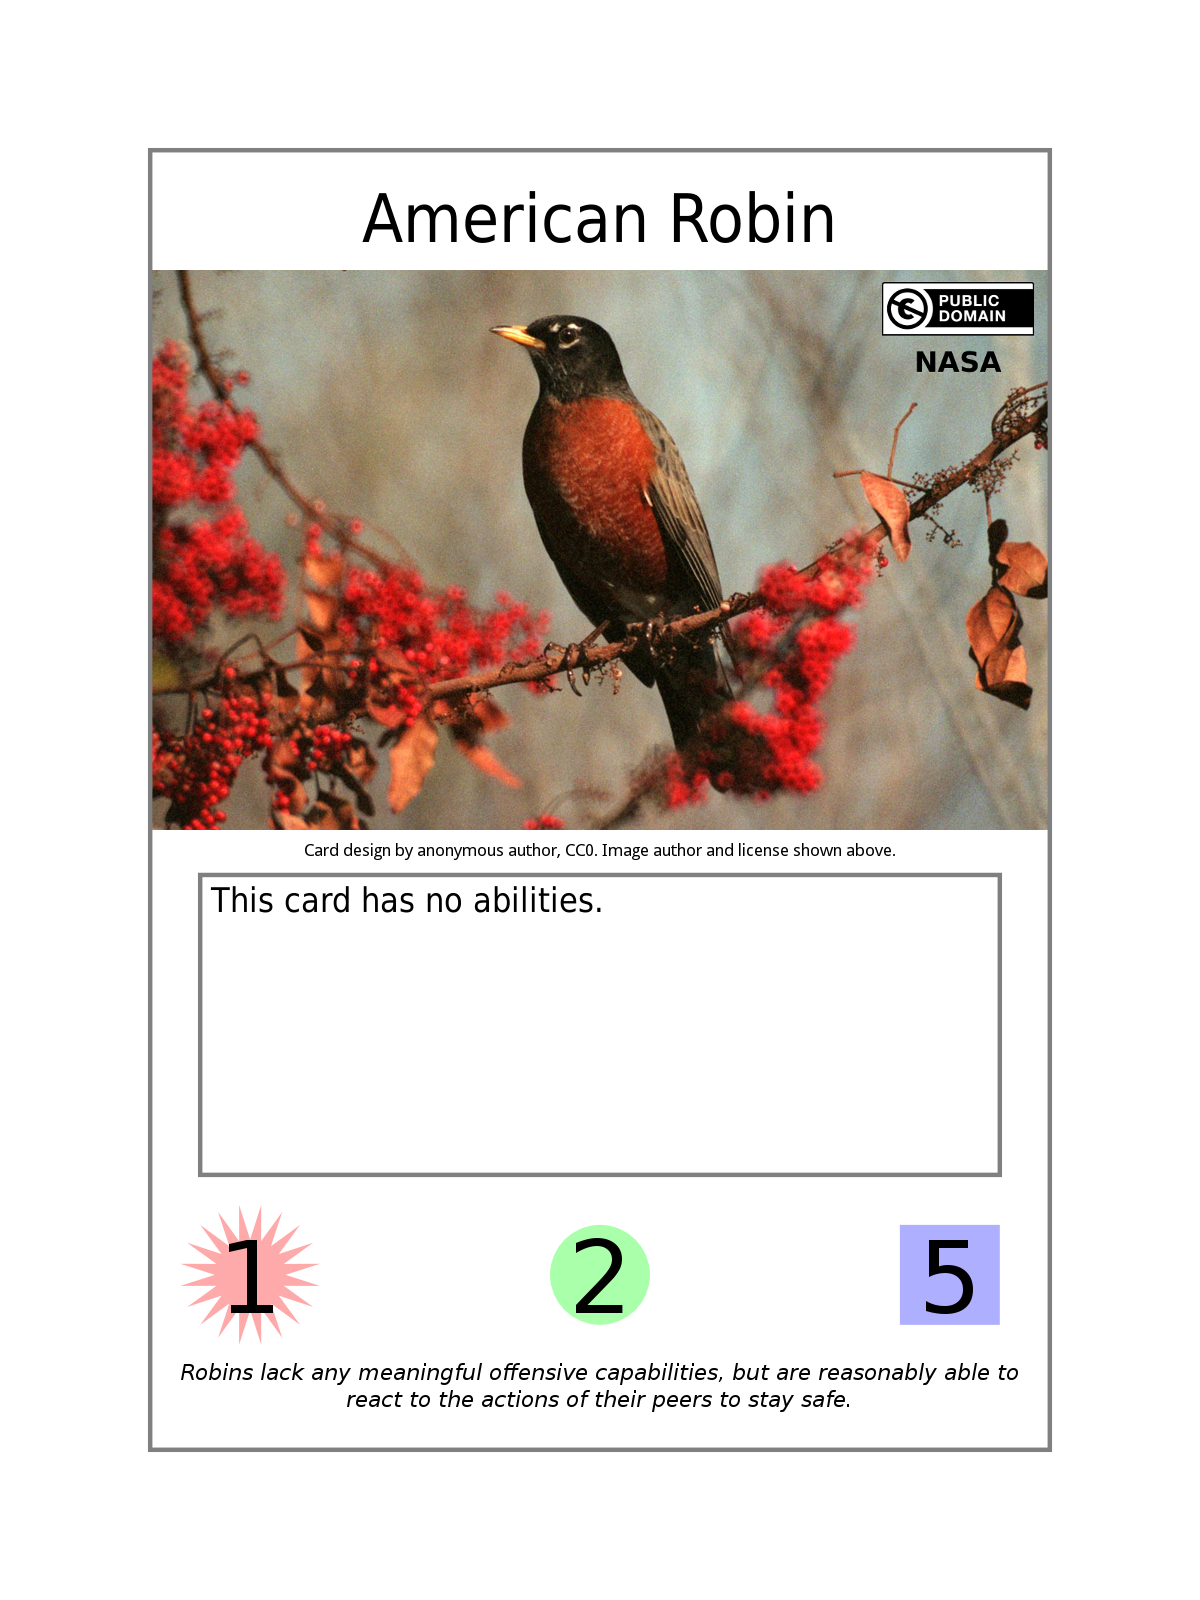 American Robin
PUBLIC
DOMAIN
NASA
Card design by anonymous author, CC0. Image author and license shown above.
This card has no abilities.
1 2 5
Robins lack any meaningful offensive capabilities, but are reasonably able to
react to the actions of their peers to stay safe.